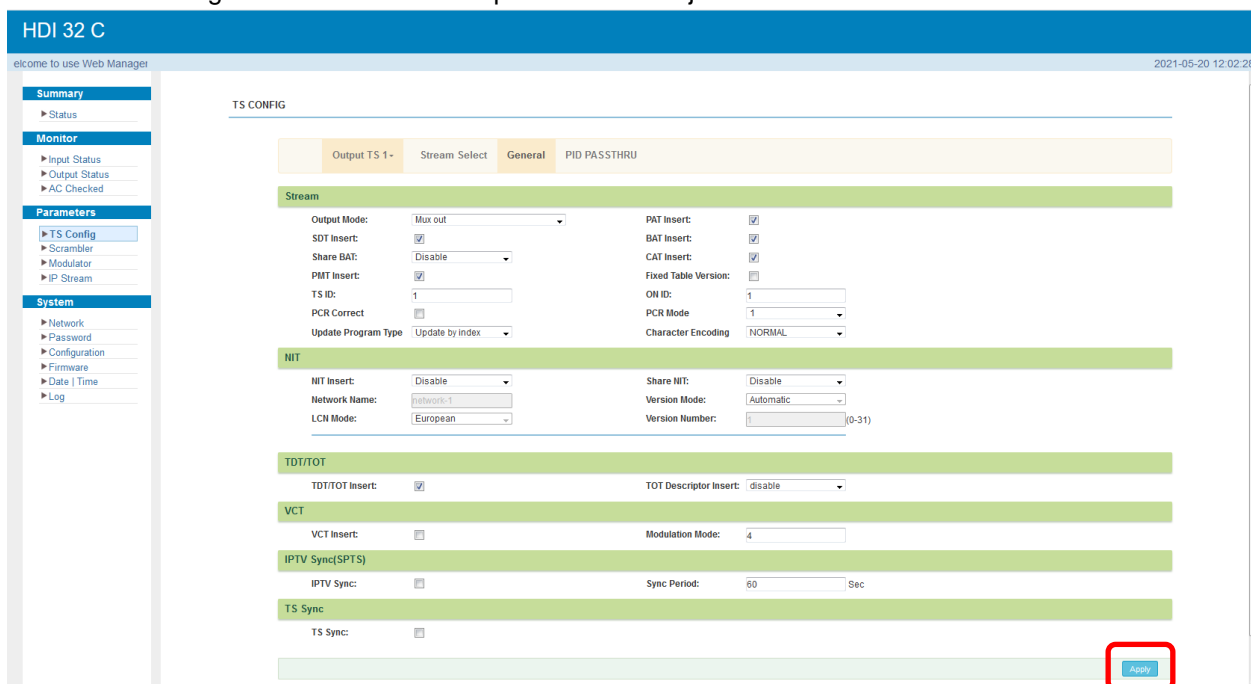 HDI 32 C
elcome to use Web Manager
2021-05-20 12:02:28
Summary
Status
Monitor
Input Status
Output Status
AC Checked
Parameters
TS Config
Scrambler
Modulator
IP Stream
System
Network
Password
Configuration
Firmware
Date | Time
Log
TS CONFIG
Output TS 1 Stream Select General PID PASSTHRU
Stream
Output Mode: Mux out PAT Insert:
SDT Insert: BAT Insert:
Share BAT: Disable CAT Insert:
PMT Insert: Fixed Table Version:
TS ID: 1 ON ID: 1
PCR Correct PCR Mode 1
Update Program Type Update by index Character Encoding NORMAL
NIT
NIT Insert: Disable Share NIT: Disable
Network Name: network-1 Version Mode: Automatic
LCN Mode: European Version Number: 1 (0-31)
TDT/TOT
TDT/TOT Insert: TOT Descriptor Insert: disable
VCT
VCT Insert: Modulation Mode: 4
IPTV Sync(SPTS)
IPTV Sync: Sync Period: 60 Sec
TS Sync
TS Sync:
Apply